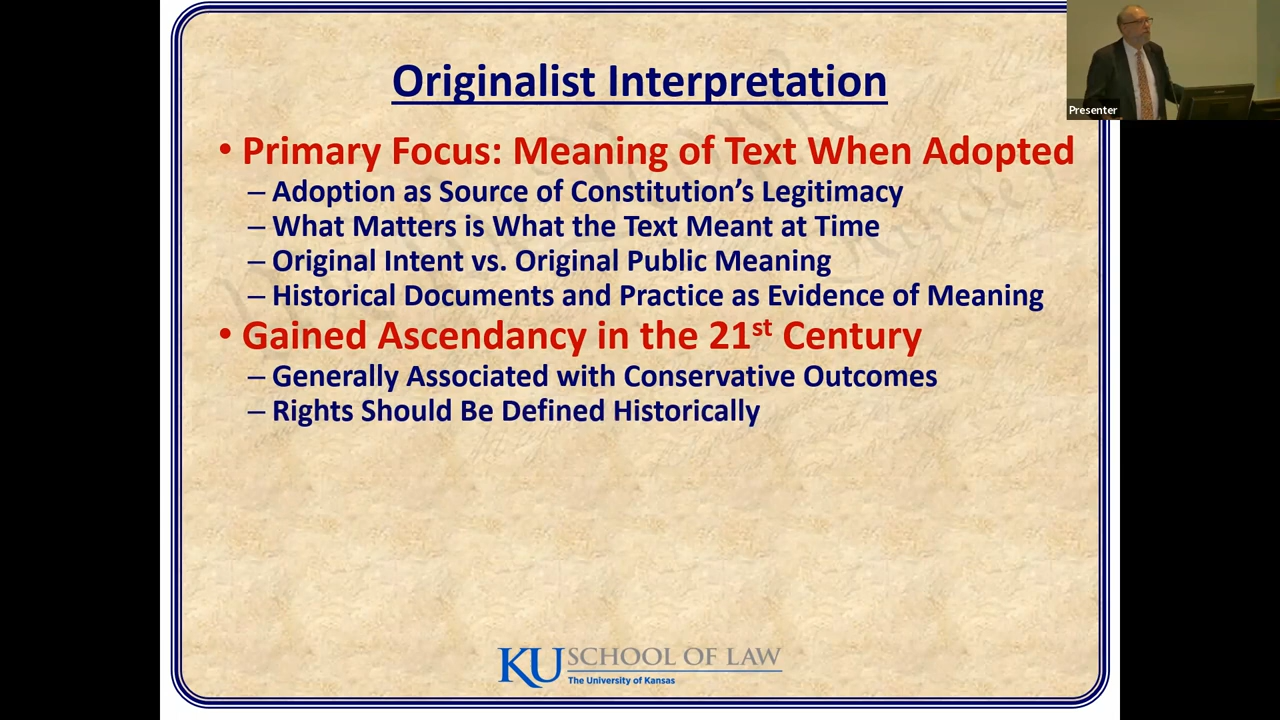 Originalist Interpretation
Presenter
• Primary Focus: Meaning of Text When Adopted
– Adoption as Source of Constitution’s Legitimacy
– What Matters is What the Text Meant at Time
– Original Intent vs. Original Public Meaning
– Historical Documents and Practice as Evidence of Meaning
• Gained Ascendancy in the 21st Century
– Generally Associated with Conservative Outcomes
– Rights Should Be Defined Historically
KU SCHOOL OF LAW
The University of Kansas